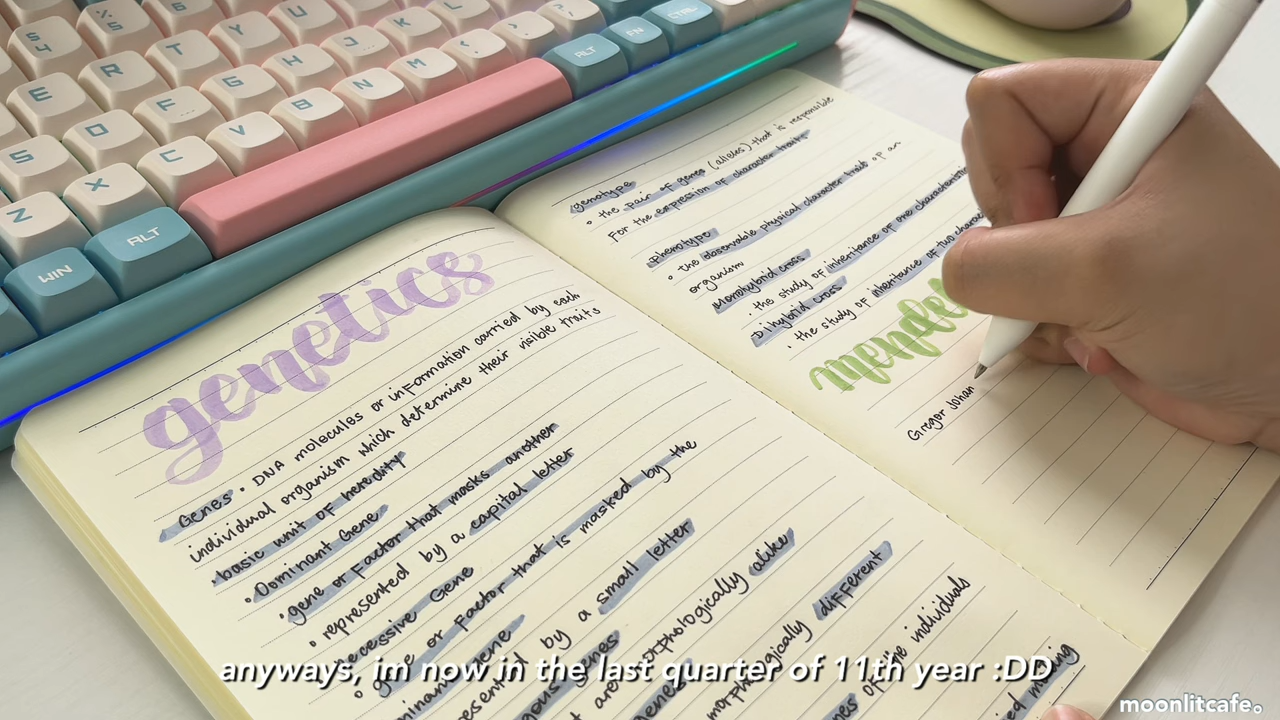 genetics
Genes • DNA molecules or information carried by each
individual organism which determine their visible traits
• basic unit of heredity
• Dominant Gene
• gene or Factor that masks another
• represented by a capital letter
Recessive Gene
• gene or Factor that is masked by the
by a small letter
morphologically alike
morphologically different
individuals
genotype
• the pair of genes (alleles) that is responsible
For the expression of character traits
phenotype
• the observable physical character trait of an
organism
Monohybrid cross
• the study of inheritance of one characteristic
Dihybrid cross
• the study of inheritance of two
mendel
Gregor Johan
E R T Y U K L
S D F G H J
Z X C V B N M
WIN ALT ALT FN CTRL
anyways, im now in the last quarter of 11th year :DD
moonlitcafe.